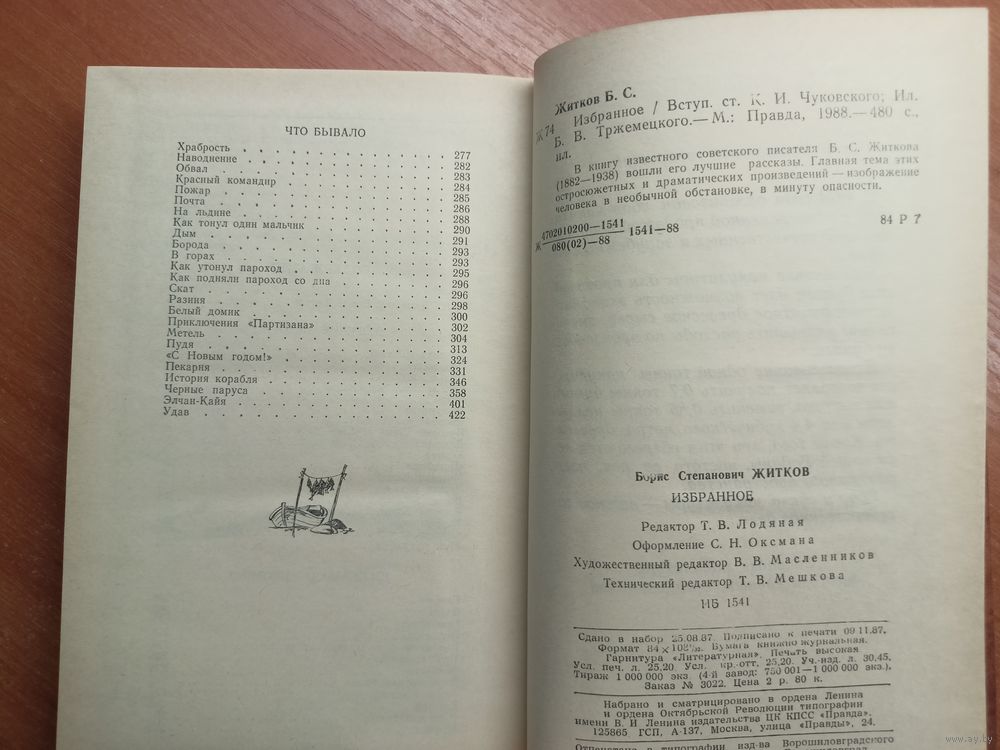 ЧТО БЫВАЛО
Храбрость 277
Наводнение 282
Обвал 283
Красный командир 284
Пожар 285
Почта 286
На льдине 288
Как тонул один мальчик 290
Дым 291
Борода 293
В горах 293
Как утонул пароход 295
Как подняли пароход со дна 296
Скат 296
Разиня 298
Белый домик 300
Приключения «Партизана» 302
Метель 304
Пудя 313
«С Новым годом!» 324
Пекарня 331
История корабля 346
Черные паруса 358
Элчан-Кайя 401
Удав 422
Житков Б. С.
Ж 74 Избранное / Вступ. ст. К. И. Чуковского; Ил.
Б. В. Тржемецкого.— М.: Правда, 1988.— 480 с.,
ил.
В книгу известного советского писателя Б. С. Житкова
(1882—1938) вошли его лучшие рассказы. Главная тема этих
остросюжетных и драматических произведений — изображение
человека в необычной обстановке, в минуту опасности.
Ж 4702010200—1541
080(02)—88 1541—88
84 Р 7
Борис Степанович ЖИТКОВ
ИЗБРАННОЕ
Редактор Т. В. Лодяная
Оформление С. Н. Оксмана
Художественный редактор В. В. Масленников
Технический редактор Т. В. Мешкова
ИБ 1541
Сдано в набор 25.08.87. Подписано к печати 09.11.87.
Формат 84×108¹/₃₂. Бумага книжно-журнальная.
Гарнитура «Литературная». Печать высокая
Усл. печ. л. 25,20. Усл. кр.-отт. 25,20. Уч.-изд. л. 30,45.
Тираж 1 000 000 экз. (4-й завод: 750 001—1 000 000 экз.).
Заказ № 3022. Цена 2 р. 80 к.
Набрано и сматрицировано в ордена Ленина
и ордена Октябрьской Революции типографии
имени В. И. Ленина издательства ЦК КПСС «Правда».
125865 ГСП, А-137, Москва, улица «Правды», 24.
Отпечатано в типографии изд-ва Ворошиловградского
www.ay.by